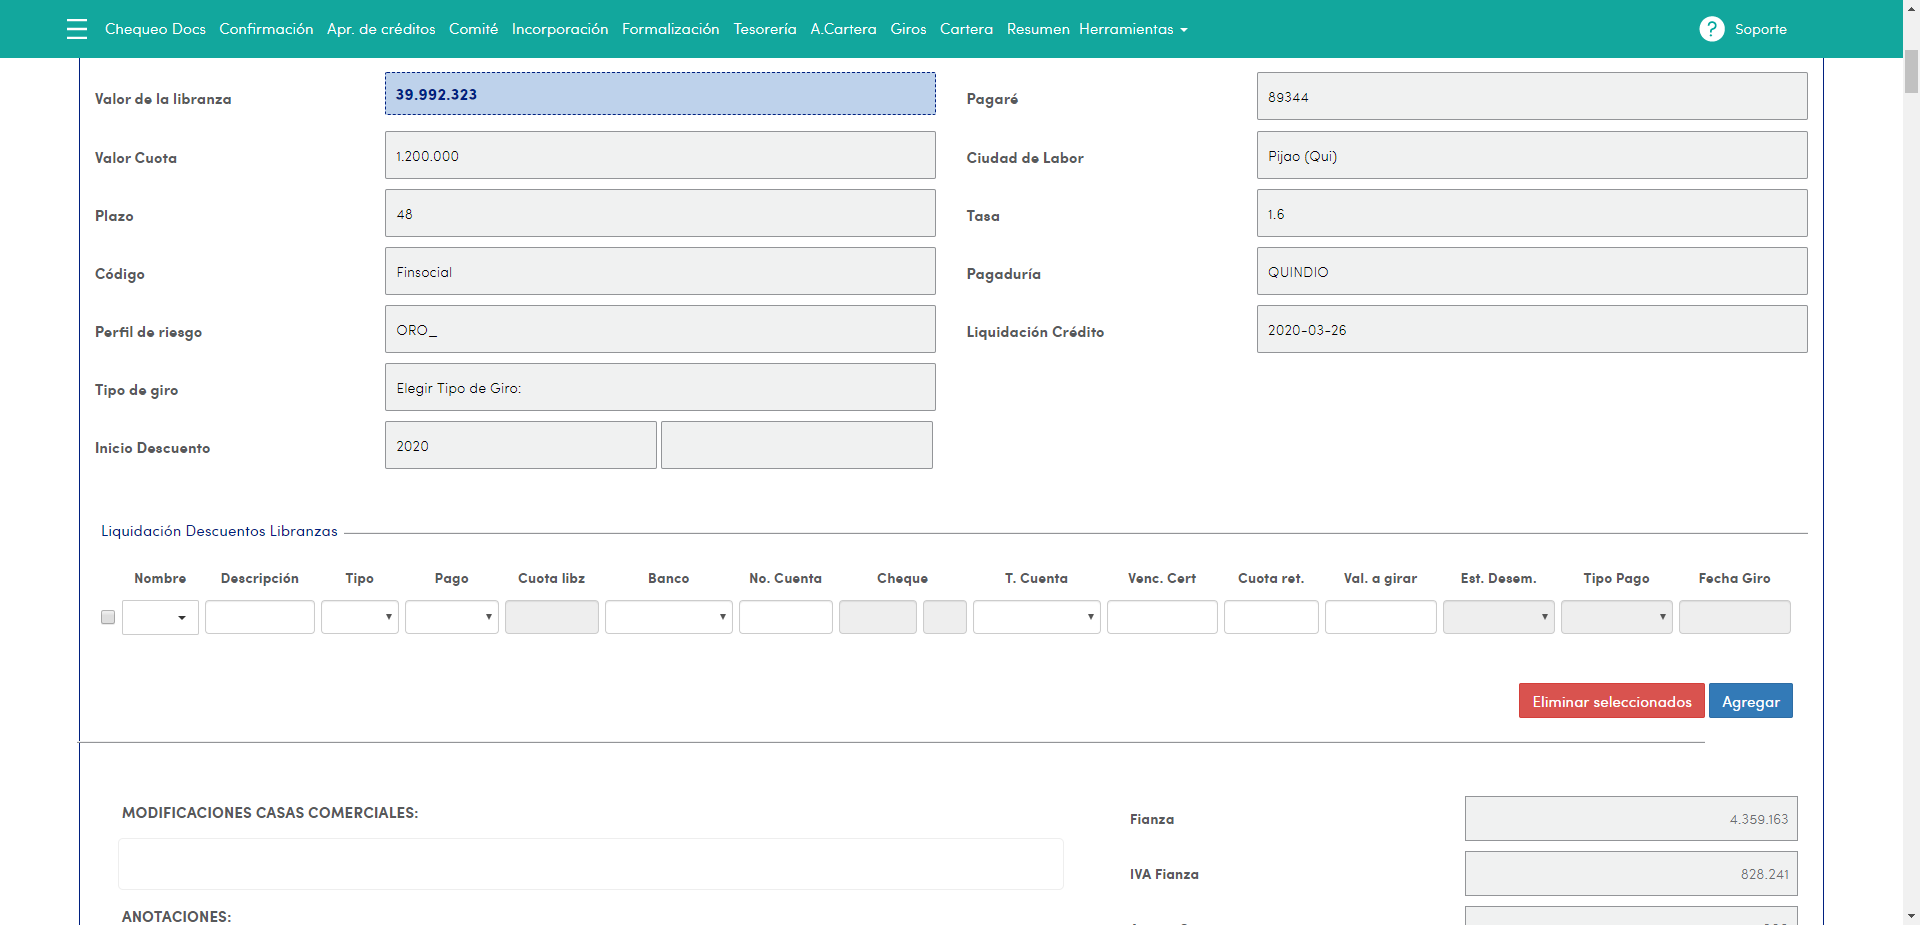 Chequeo Docs Confirmación Apr. de créditos Comité Incorporación Formalización Tesorería A.Cartera Giros Cartera Resumen Herramientas ? Soporte
Valor de la libranza 39.992.323 Pagaré 89344
Valor Cuota 1.200.000 Ciudad de Labor Pijao (Qui)
Plazo 48 Tasa 1.6
Código Finsocial Pagaduría QUINDIO
Perfil de riesgo ORO_ Liquidación Crédito 2020-03-26
Tipo de giro Elegir Tipo de Giro:
Inicio Descuento 2020
Liquidación Descuentos Libranzas
Nombre Descripción Tipo Pago Cuota libz Banco No. Cuenta Cheque T. Cuenta Venc. Cert Cuota ret. Val. a girar Est. Desem. Tipo Pago Fecha Giro
Eliminar seleccionados Agregar
MODIFICACIONES CASAS COMERCIALES:
Fianza 4.359.163
IVA Fianza 828.241
ANOTACIONES: